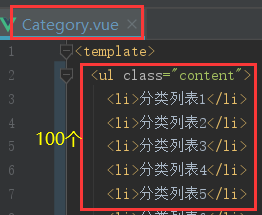 Category.vue
1 <template>
2 <ul class="content">
3 <li>分类列表1</li>
100个
4 <li>分类列表2</li>
5 <li>分类列表3</li>
6 <li>分类列表4</li>
7 <li>分类列表5</li>